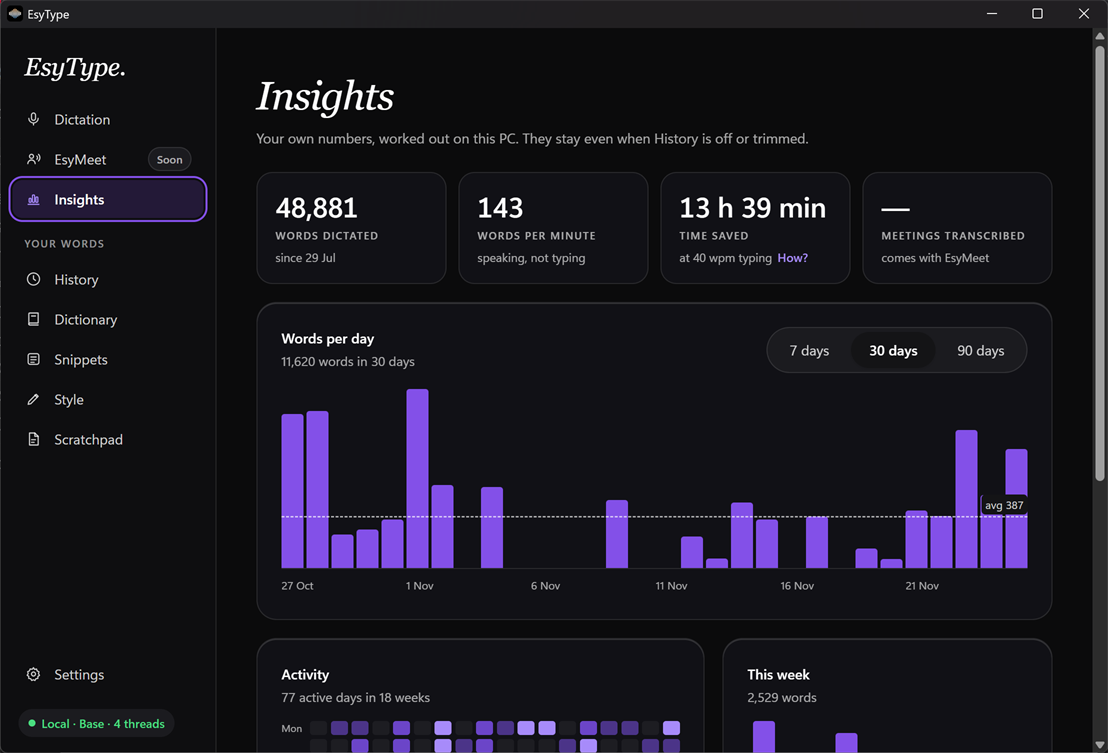 EsyType
EsyType.
Dictation
EsyMeet Soon
Insights
YOUR WORDS
History
Dictionary
Snippets
Style
Scratchpad
Settings
Local · Base · 4 threads
Insights
Your own numbers, worked out on this PC. They stay even when History is off or trimmed.
48,881
WORDS DICTATED
since 29 Jul
143
WORDS PER MINUTE
speaking, not typing
13 h 39 min
TIME SAVED
at 40 wpm typing How?
—
MEETINGS TRANSCRIBED
comes with EsyMeet
Words per day
11,620 words in 30 days
7 days 30 days 90 days
avg 387
27 Oct 1 Nov 6 Nov 11 Nov 16 Nov 21 Nov
Activity
77 active days in 18 weeks
Mon
This week
2,529 words